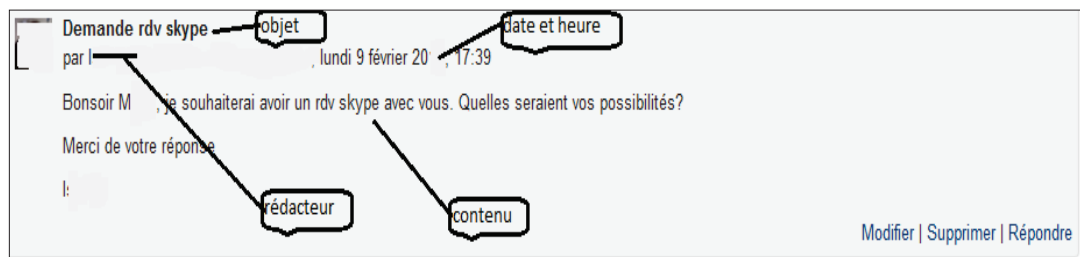 Demande rdv skype objet date et heure
par l , lundi 9 février 20 , 17:39
Bonsoir M , je souhaiterai avoir un rdv skype avec vous. Quelles seraient vos possibilités?
Merci de votre réponse
Is
rédacteur contenu
Modifier | Supprimer | Répondre